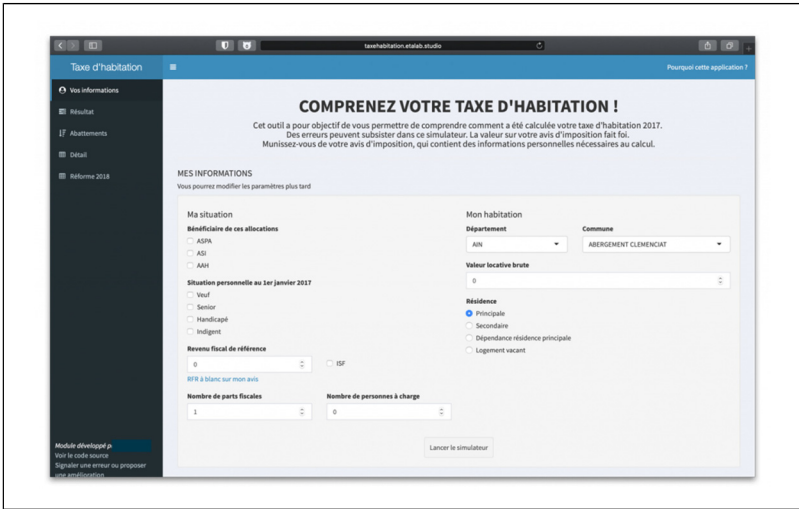 taxehabitation.etalab.studio
Taxe d'habitation
Pourquoi cette application ?
Vos informations
Résultat
Abattements
Détail
Réforme 2018
COMPRENEZ VOTRE TAXE D'HABITATION !
Cet outil a pour objectif de vous permettre de comprendre comment a été calculée votre taxe d'habitation 2017.
Des erreurs peuvent subsister dans ce simulateur. La valeur sur votre avis d'imposition fait foi.
Munissez-vous de votre avis d'imposition, qui contient des informations personnelles nécessaires au calcul.
MES INFORMATIONS
Vous pourrez modifier les paramètres plus tard
Ma situation
Bénéficiaire de ces allocations
ASPA
ASI
AAH
Situation personnelle au 1er janvier 2017
Veuf
Senior
Handicapé
Indigent
Revenu fiscal de référence
0
ISF
RFR à blanc sur mon avis
Nombre de parts fiscales
Nombre de personnes à charge
1
0
Mon habitation
Département
Commune
AIN
ABERGEMENT CLEMENCIAT
Valeur locative brute
0
Résidence
Principale
Secondaire
Dépendance résidence principale
Logement vacant
Lancer le simulateur
Module développé p
Voir le code source
Signaler une erreur ou proposer
une amélioration